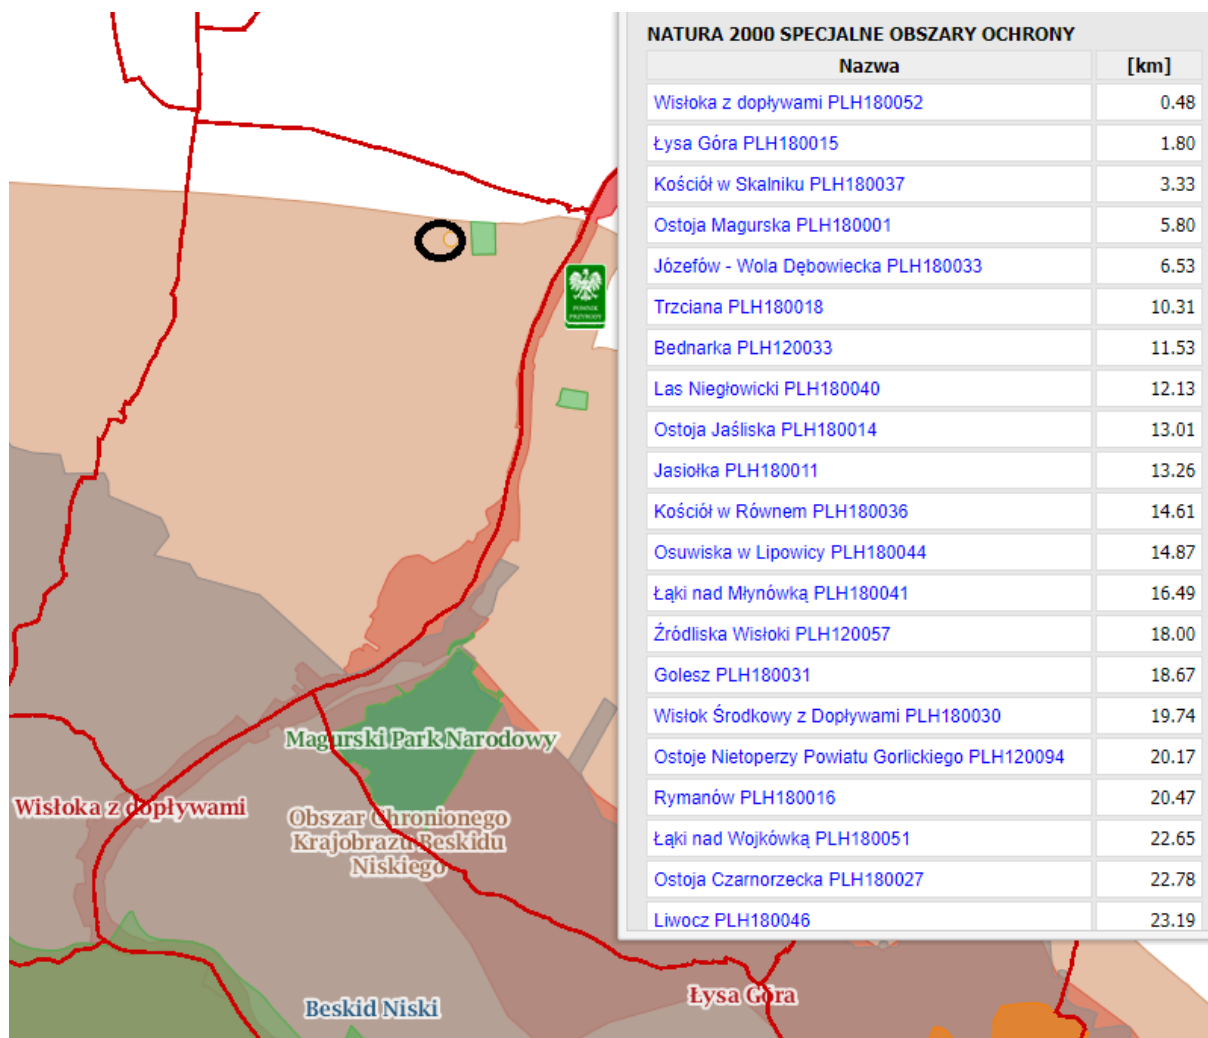 NATURA 2000 SPECJALNE OBSZARY OCHRONY
Nazwa [km]
Wisłoka z dopływami PLH180052 0.48
Łysa Góra PLH180015 1.80
Kościół w Skalniku PLH180037 3.33
Ostoja Magurska PLH180001 5.80
Józefów - Wola Dębowiecka PLH180033 6.53
Trzciana PLH180018 10.31
Bednarka PLH120033 11.53
Las Niegłowicki PLH180040 12.13
Ostoja Jaśliska PLH180014 13.01
Jasiołka PLH180011 13.26
Kościół w Równem PLH180036 14.61
Osuwiska w Lipowicy PLH180044 14.87
Łąki nad Młynówką PLH180041 16.49
Źródliska Wisłoki PLH120057 18.00
Golesz PLH180031 18.67
Wisłok Środkowy z Dopływami PLH180030 19.74
Ostoje Nietoperzy Powiatu Gorlickiego PLH120094 20.17
Rymanów PLH180016 20.47
Łąki nad Wojkówką PLH180051 22.65
Ostoja Czarnorzecka PLH180027 22.78
Liwocz PLH180046 23.19
POMNIK
PRZYRODY
Magurski Park Narodowy
Wisłoka z dopływami
Obszar Chronionego
Krajobrazu Beskidu
Niskiego
Łysa Góra
Beskid Niski